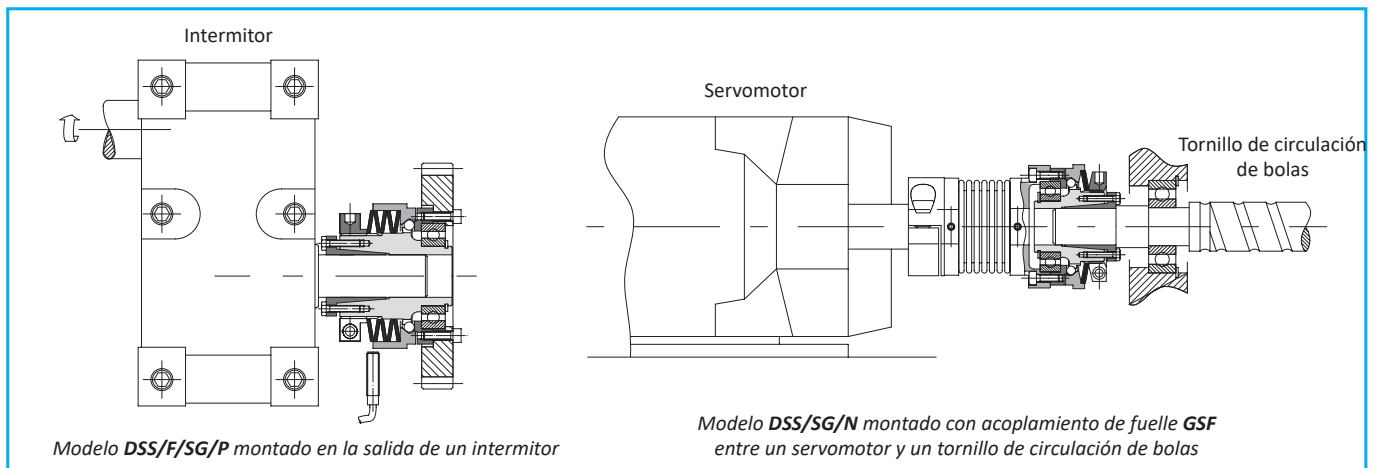 Intermitor
Servomotor
Tornillo de circulación
de bolas
Modelo DSS/F/SG/P montado en la salida de un intermitor
Modelo DSS/SG/N montado con acoplamiento de fuelle GSF
entre un servomotor y un tornillo de circulación de bolas